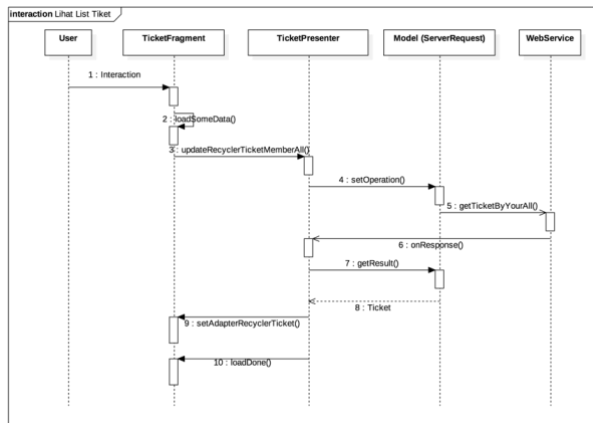 interaction Lihat List Tiket
User
TicketFragment
TicketPresenter
Model (ServerRequest)
WebService
1 : Interaction
2 : loadSomeData()
3 : updateRecyclerTicketMemberAll()
4 : setOperation()
5 : getTicketByYourAll()
6 : onResponse()
7 : getResult()
8 : Ticket
9 : setAdapterRecyclerTicket()
10 : loadDone()